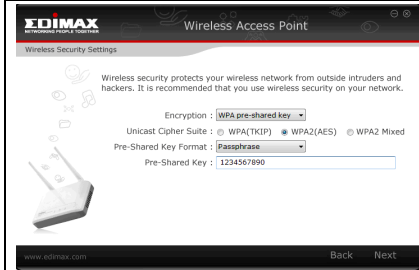 EDIMAX
NETWORKING PEOPLE TOGETHER
Wireless Access Point
Wireless Security Settings
Wireless security protects your wireless network from outside intruders and
hackers. It is recommended that you use wireless security on your network.
Encryption : WPA pre-shared key
Unicast Cipher Suite : WPA(TKIP) WPA2(AES) WPA2 Mixed
Pre-Shared Key Format : Passphrase
Pre-Shared Key : 1234567890
www.edimax.com Back Next